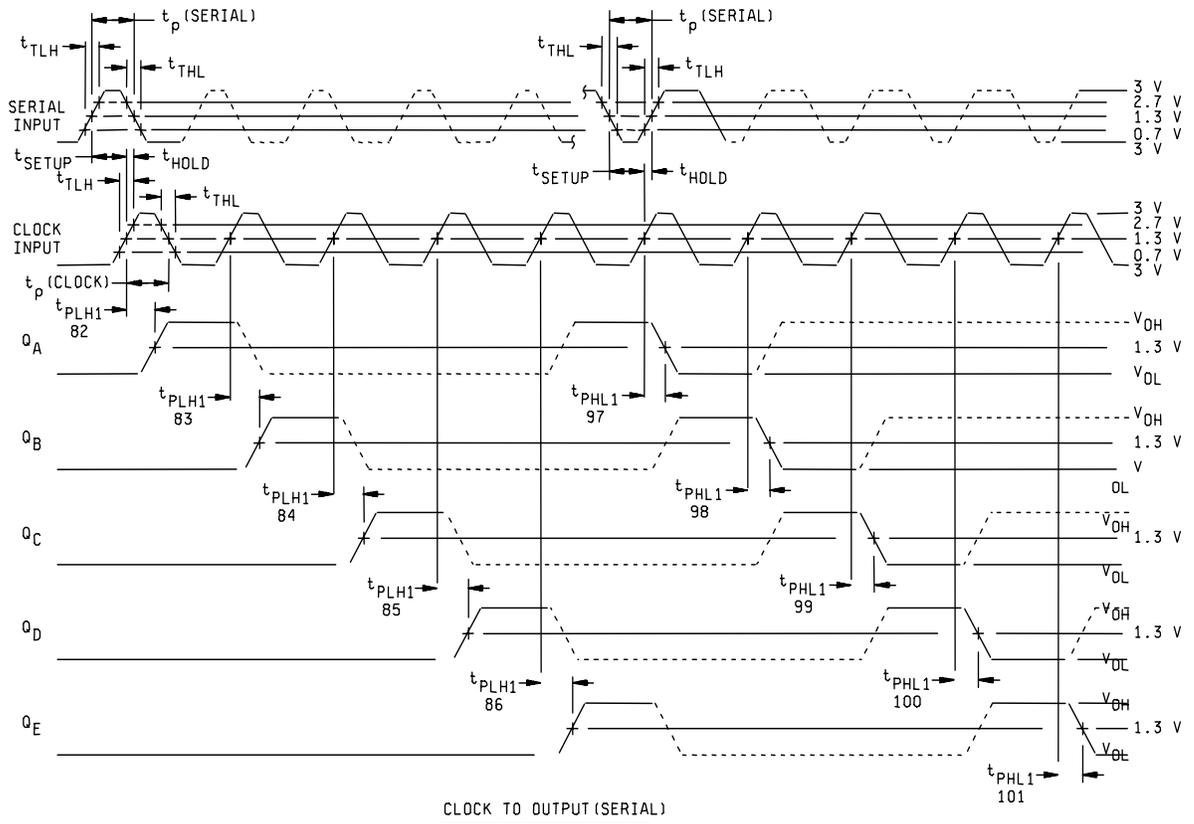 tp(SERIAL) tp(SERIAL)
tTLH tTHL
tTHL tTLH
3 V
2.7 V
SERIAL
INPUT
1.3 V
0.7 V
3 V
tSETUP tHOLD tSETUP tHOLD
tTLH
tTHL
3 V
2.7 V
CLOCK
INPUT
1.3 V
0.7 V
3 V
tp(CLOCK)
tPLH1
82
VOH
QA 1.3 V
VOL
tPLH1
83
tPHL1
97
VOH
QB 1.3 V
V
OL
tPLH1
84
tPHL1
98
VOH
QC 1.3 V
VOL
tPLH1
85
tPHL1
99
VOH
QD 1.3 V
VOL
tPLH1
86
tPHL1
100
VOH
QE 1.3 V
VOL
tPHL1
101
CLOCK TO OUTPUT(SERIAL)